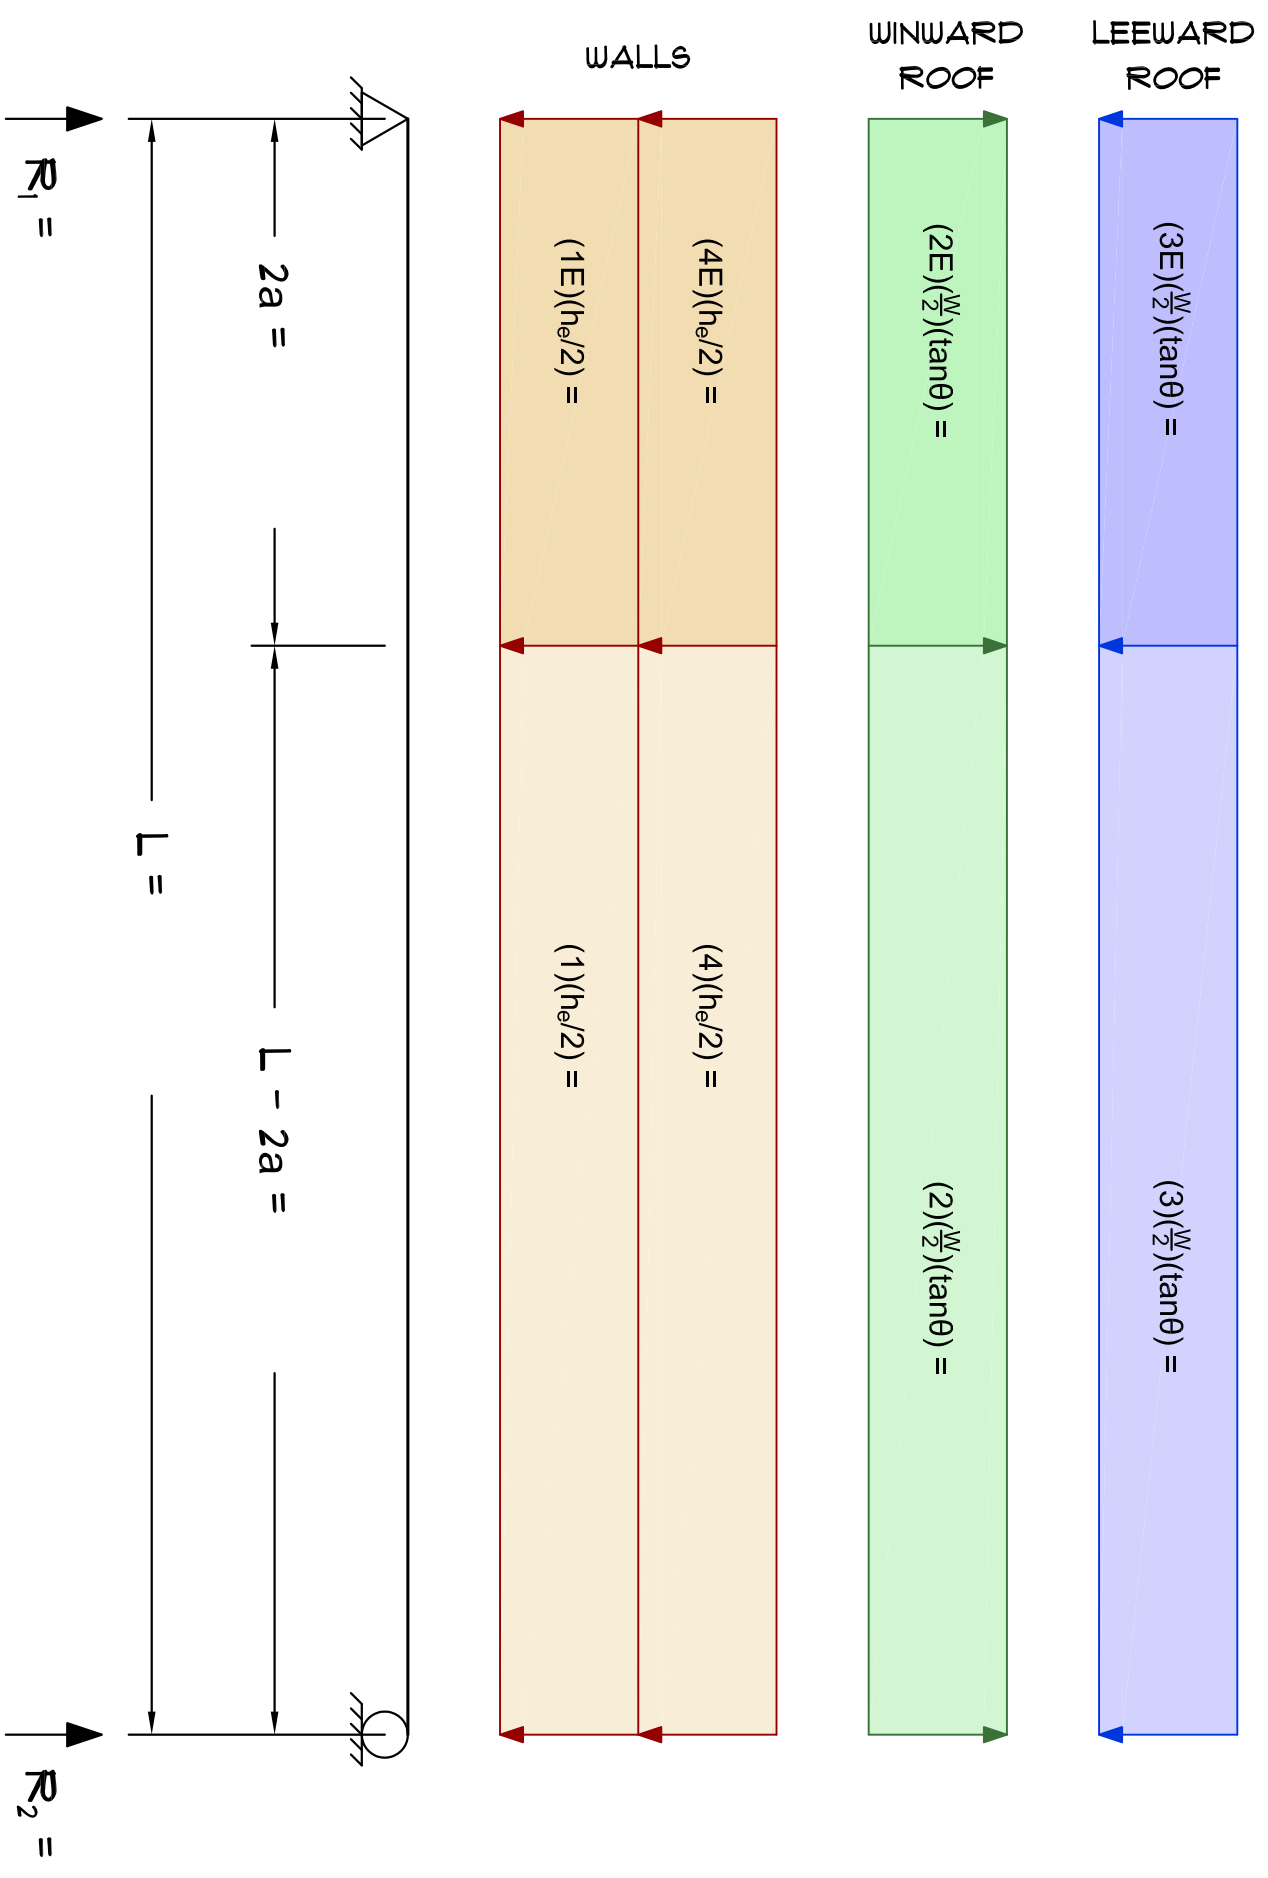 WALLS
WINWARD
ROOF
LEEWARD
ROOF
R₁ =
2a =
(1E)(hₑ/2) =
(4E)(hₑ/2) =
(2E)(W/2)(tanθ) =
(3E)(W/2)(tanθ) =
L =
L - 2a =
(1)(hₑ/2) =
(4)(hₑ/2) =
(2)(W/2)(tanθ) =
(3)(W/2)(tanθ) =
R₂ =